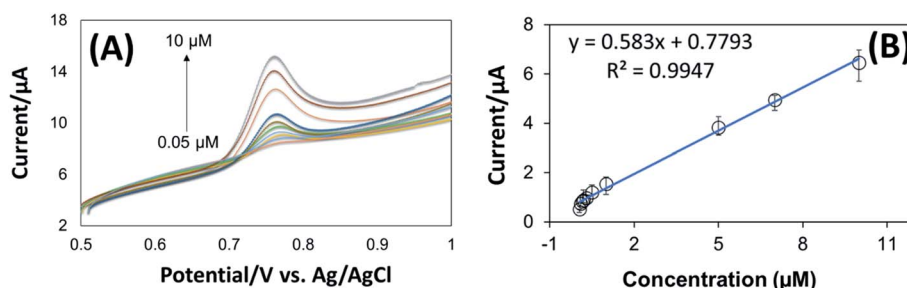 (A)
10 µM
0.05 µM
Current/µA
18
14
10
6
2
0.5
0.6
0.7
0.8
0.9
1
Potential/V vs. Ag/AgCl
(B)
y = 0.583x + 0.7793
R² = 0.9947
Current/µA
8
6
4
2
0
-1
2
5
8
11
Concentration (µM)